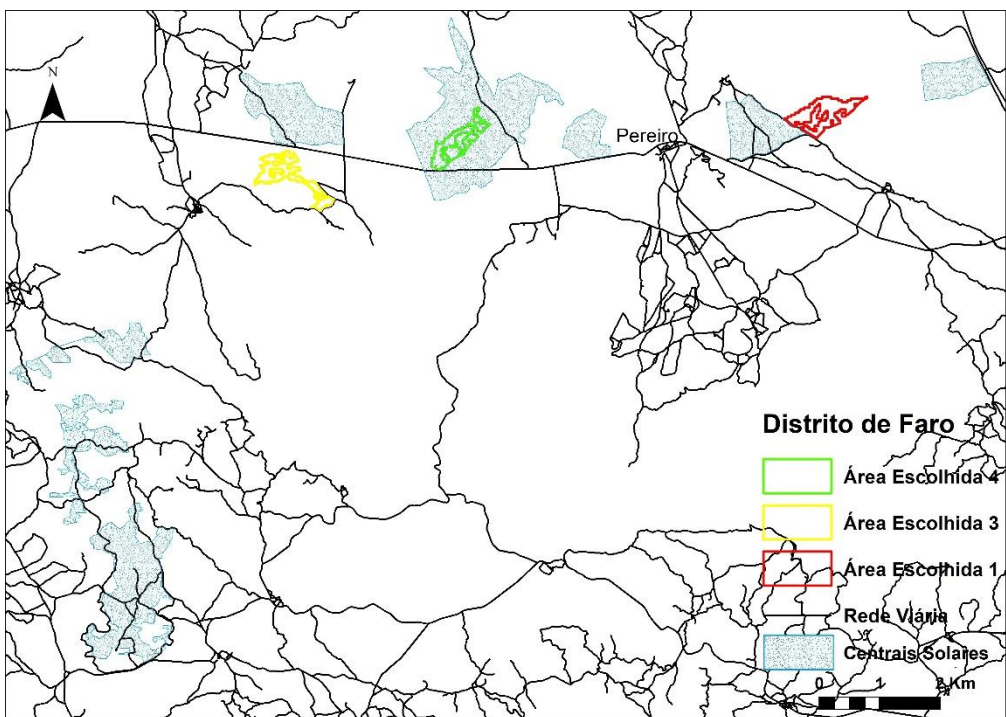 N
Pereiro
Distrito de Faro
Área Escolhida 4
Área Escolhida 3
Área Escolhida 1
Rede Viária
Centrais Solares
0 1 2 Km